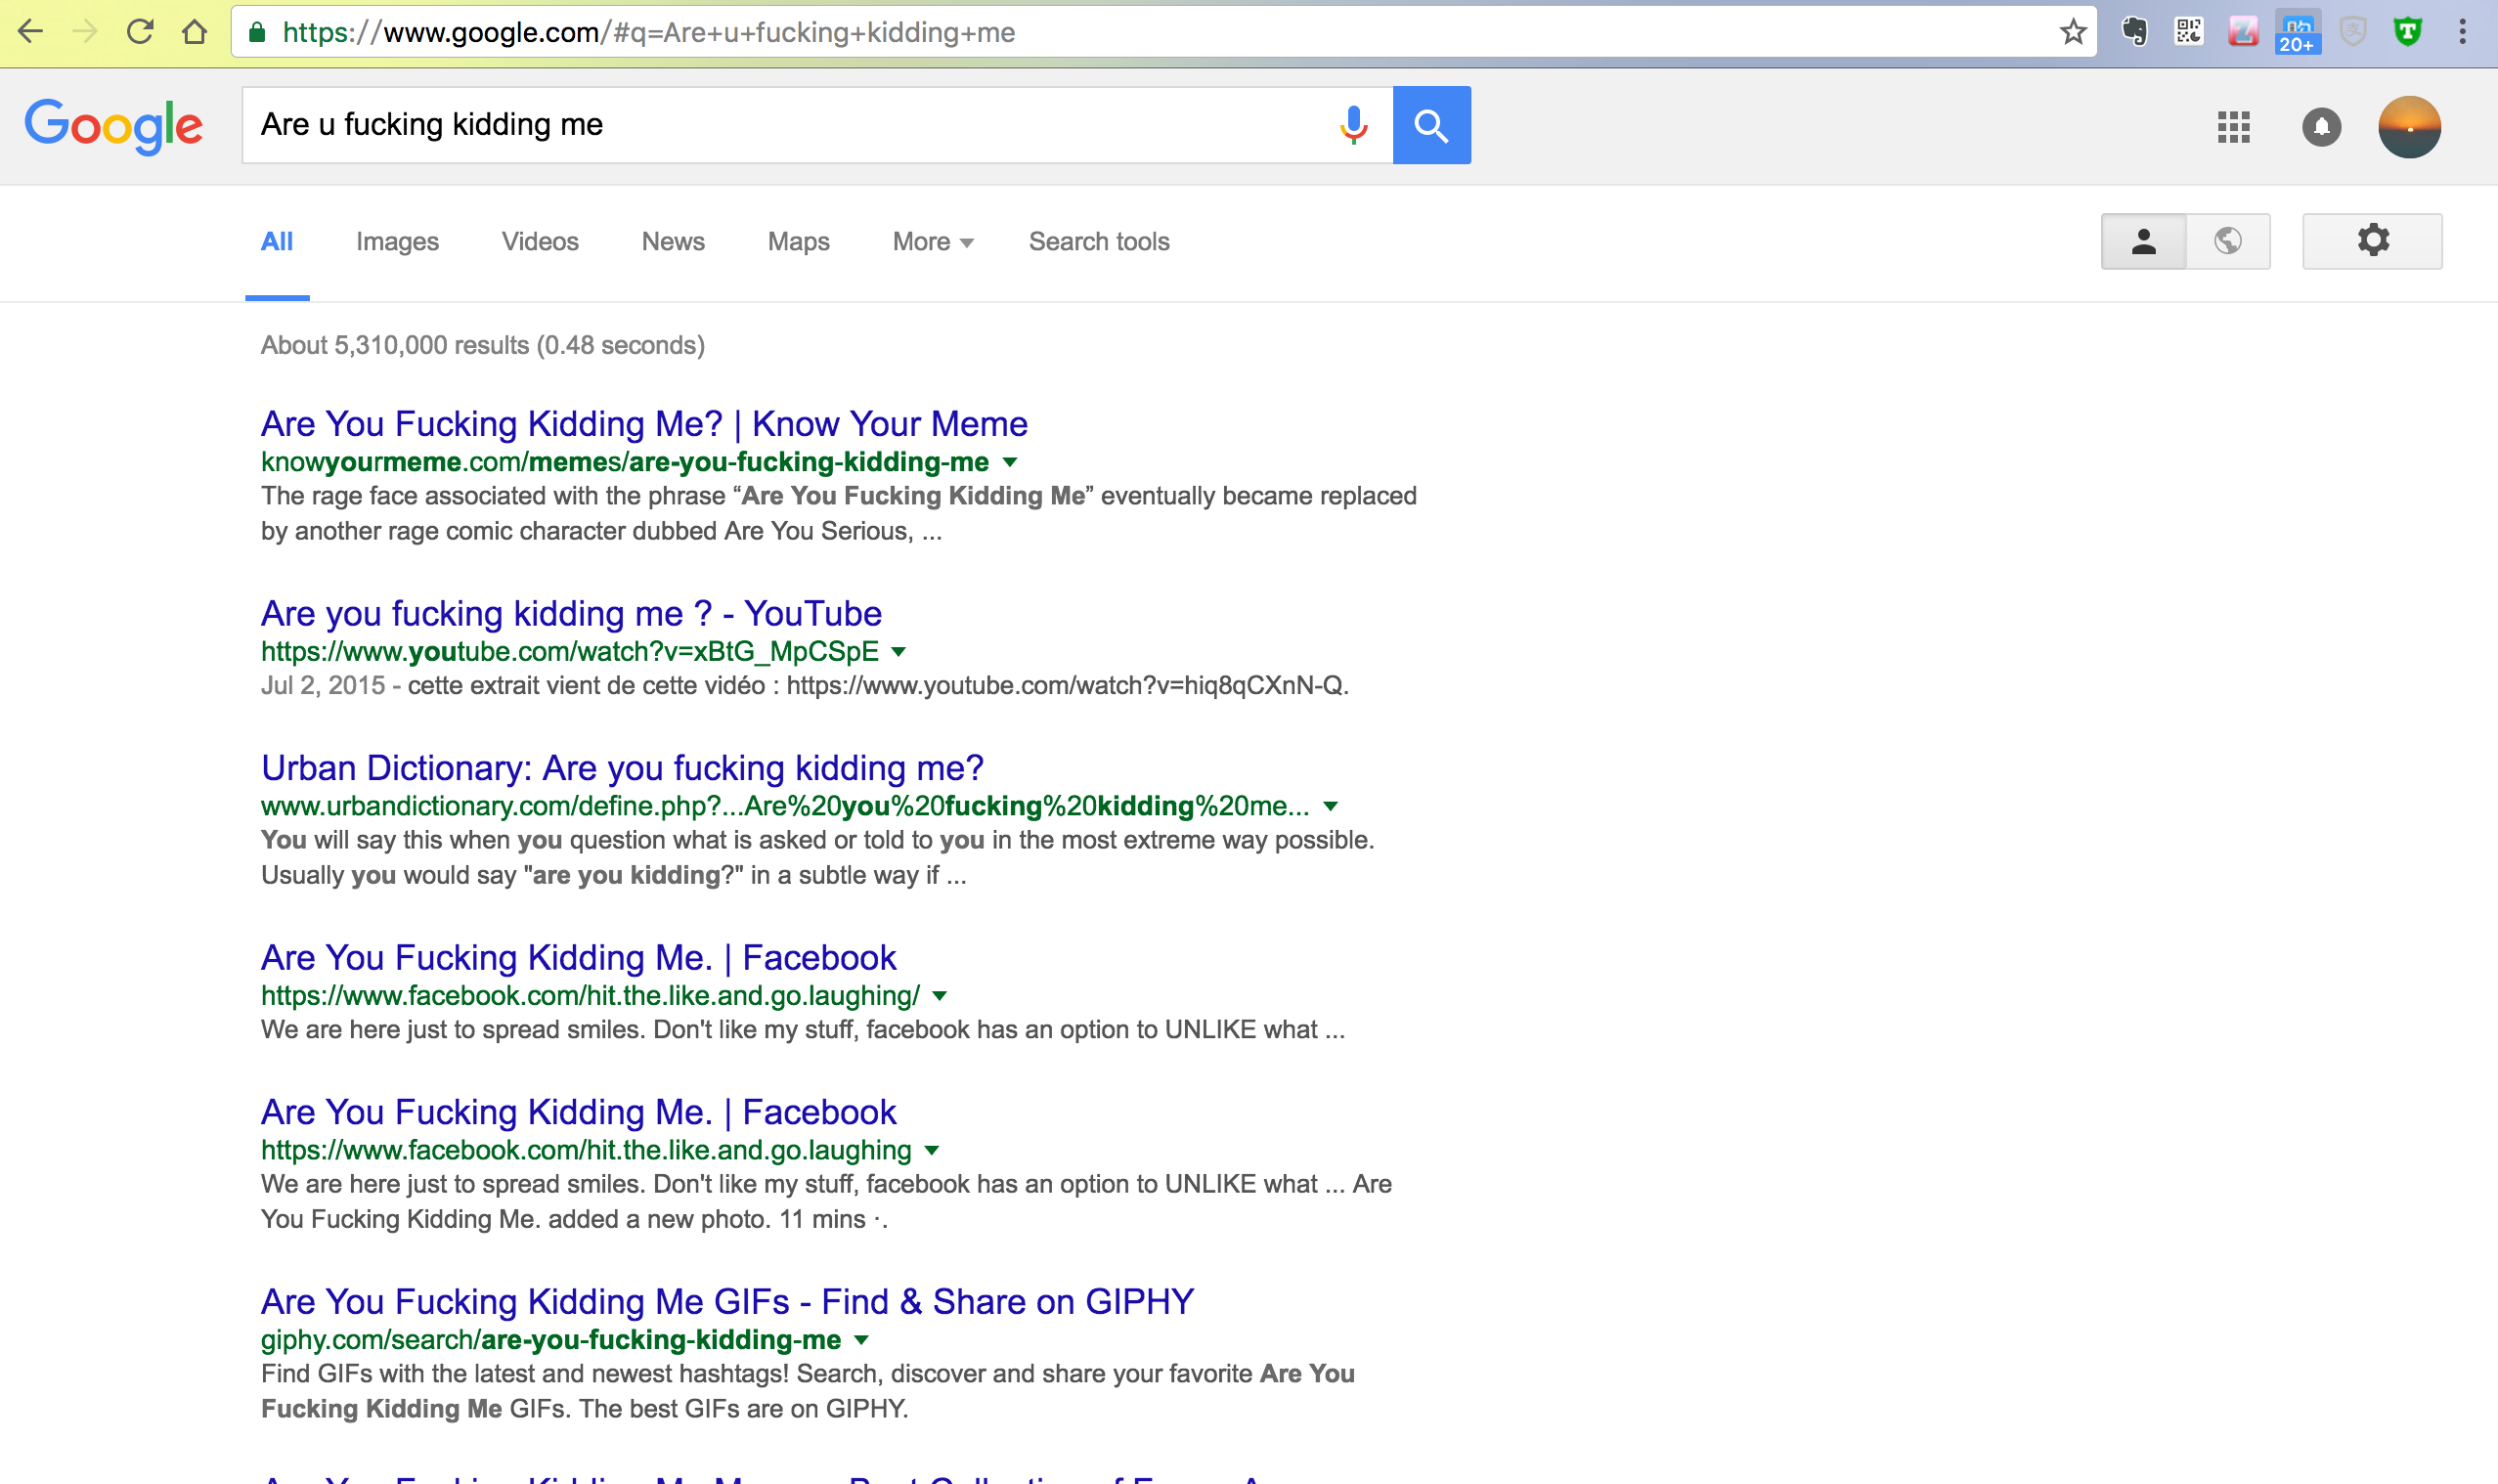 https://www.google.com/#q=Are+u+fucking+kidding+me
20+
Google
Are u fucking kidding me
All Images Videos News Maps More Search tools
About 5,310,000 results (0.48 seconds)
Are You Fucking Kidding Me? | Know Your Meme
knowyourmeme.com/memes/are-you-fucking-kidding-me
The rage face associated with the phrase “Are You Fucking Kidding Me” eventually became replaced
by another rage comic character dubbed Are You Serious, ...
Are you fucking kidding me ? - YouTube
https://www.youtube.com/watch?v=xBtG_MpCSpE
Jul 2, 2015 - cette extrait vient de cette vidéo : https://www.youtube.com/watch?v=hiq8qCXnN-Q.
Urban Dictionary: Are you fucking kidding me?
www.urbandictionary.com/define.php?...Are%20you%20fucking%20kidding%20me...
You will say this when you question what is asked or told to you in the most extreme way possible.
Usually you would say "are you kidding?" in a subtle way if ...
Are You Fucking Kidding Me. | Facebook
https://www.facebook.com/hit.the.like.and.go.laughing/
We are here just to spread smiles. Don't like my stuff, facebook has an option to UNLIKE what ...
Are You Fucking Kidding Me. | Facebook
https://www.facebook.com/hit.the.like.and.go.laughing
We are here just to spread smiles. Don't like my stuff, facebook has an option to UNLIKE what ... Are
You Fucking Kidding Me. added a new photo. 11 mins ·.
Are You Fucking Kidding Me GIFs - Find & Share on GIPHY
giphy.com/search/are-you-fucking-kidding-me
Find GIFs with the latest and newest hashtags! Search, discover and share your favorite Are You
Fucking Kidding Me GIFs. The best GIFs are on GIPHY.